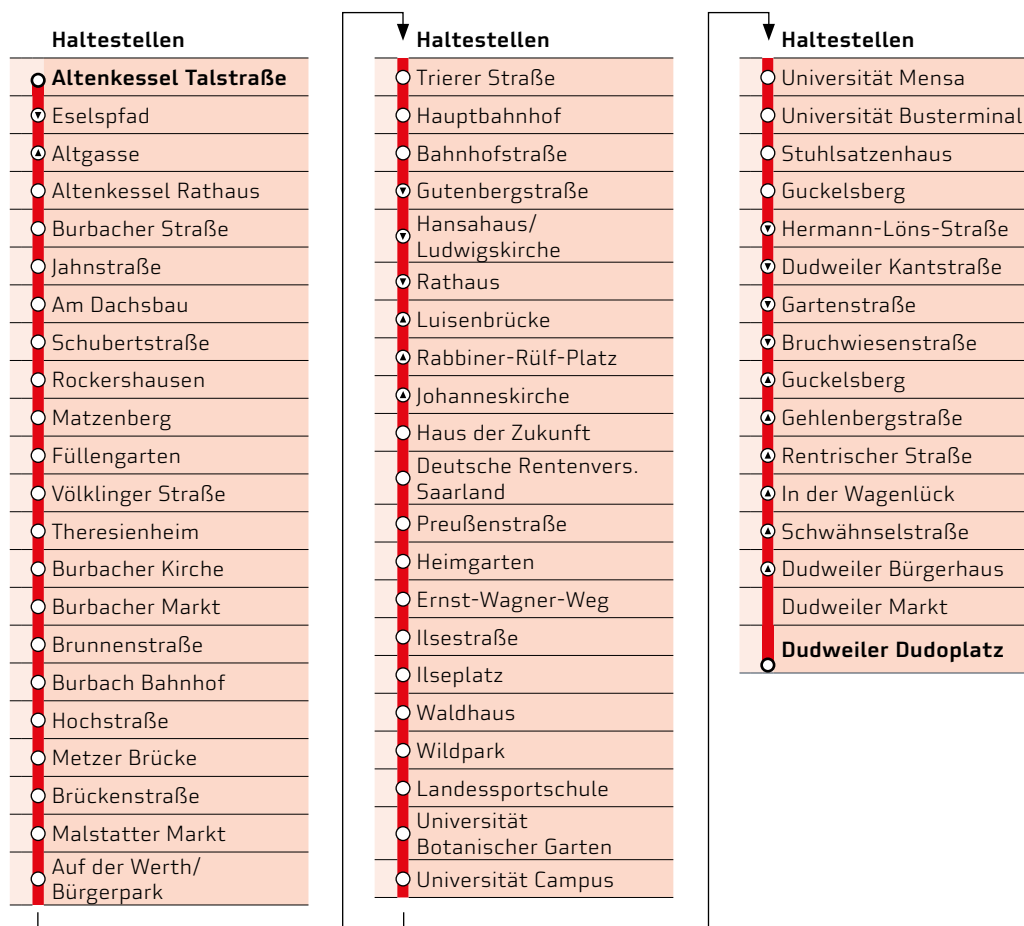 Haltestellen
Altenkessel Talstraße
Eselspfad
Altgasse
Altenkessel Rathaus
Burbacher Straße
Jahnstraße
Am Dachsbau
Schubertstraße
Rockershausen
Matzenberg
Füllengarten
Völklinger Straße
Theresienheim
Burbacher Kirche
Burbacher Markt
Brunnenstraße
Burbach Bahnhof
Hochstraße
Metzer Brücke
Brückenstraße
Malstatter Markt
Auf der Werth/
Bürgerpark
Haltestellen
Trierer Straße
Hauptbahnhof
Bahnhofstraße
Gutenbergstraße
Hansahaus/
Ludwigskirche
Rathaus
Luisenbrücke
Rabbiner-Rülf-Platz
Johanneskirche
Haus der Zukunft
Deutsche Rentenvers.
Saarland
Preußenstraße
Heimgarten
Ernst-Wagner-Weg
Ilsestraße
Ilseplatz
Waldhaus
Wildpark
Landessportschule
Universität
Botanischer Garten
Universität Campus
Haltestellen
Universität Mensa
Universität Busterminal
Stuhlsatzenhaus
Guckelsberg
Hermann-Löns-Straße
Dudweiler Kantstraße
Gartenstraße
Bruchwiesenstraße
Guckelsberg
Gehlenbergstraße
Rentrischer Straße
In der Wagenlück
Schwähnselstraße
Dudweiler Bürgerhaus
Dudweiler Markt
Dudweiler Dudoplatz